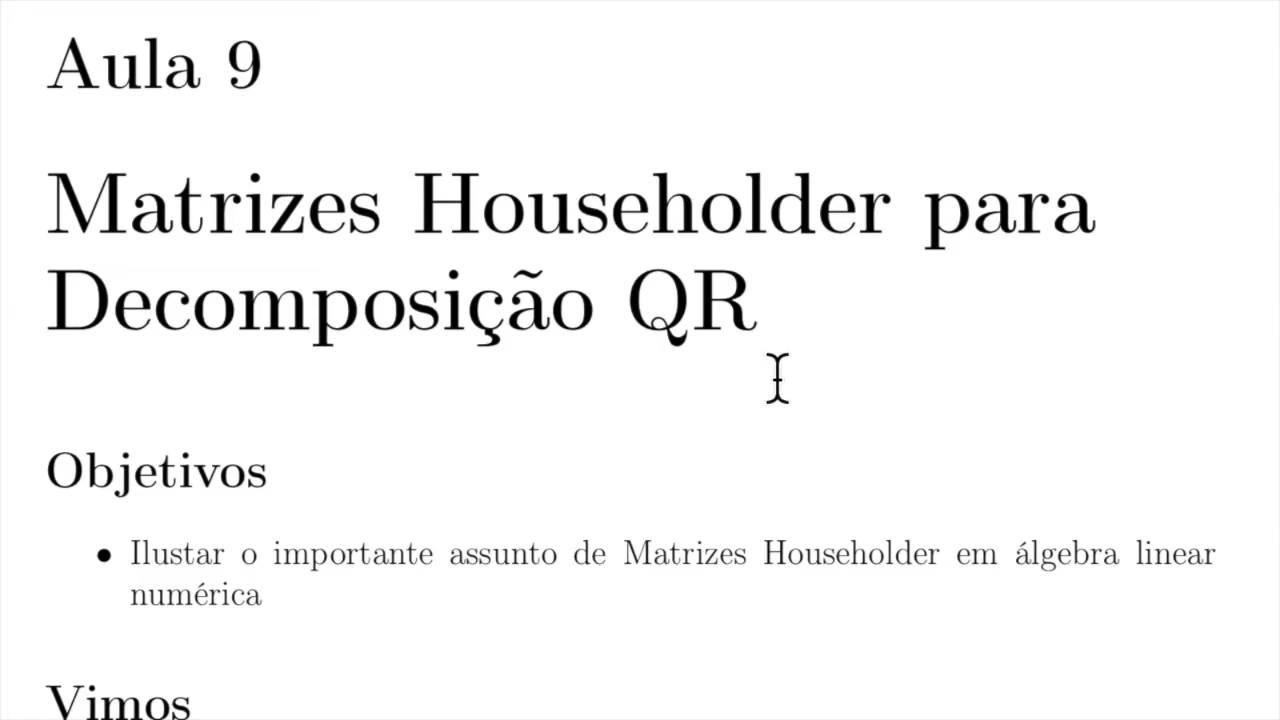 Aula 9
Matrizes Householder para
Decomposição QR
Objetivos
• Ilustar o importante assunto de Matrizes Householder em álgebra linear
numérica
Vimos